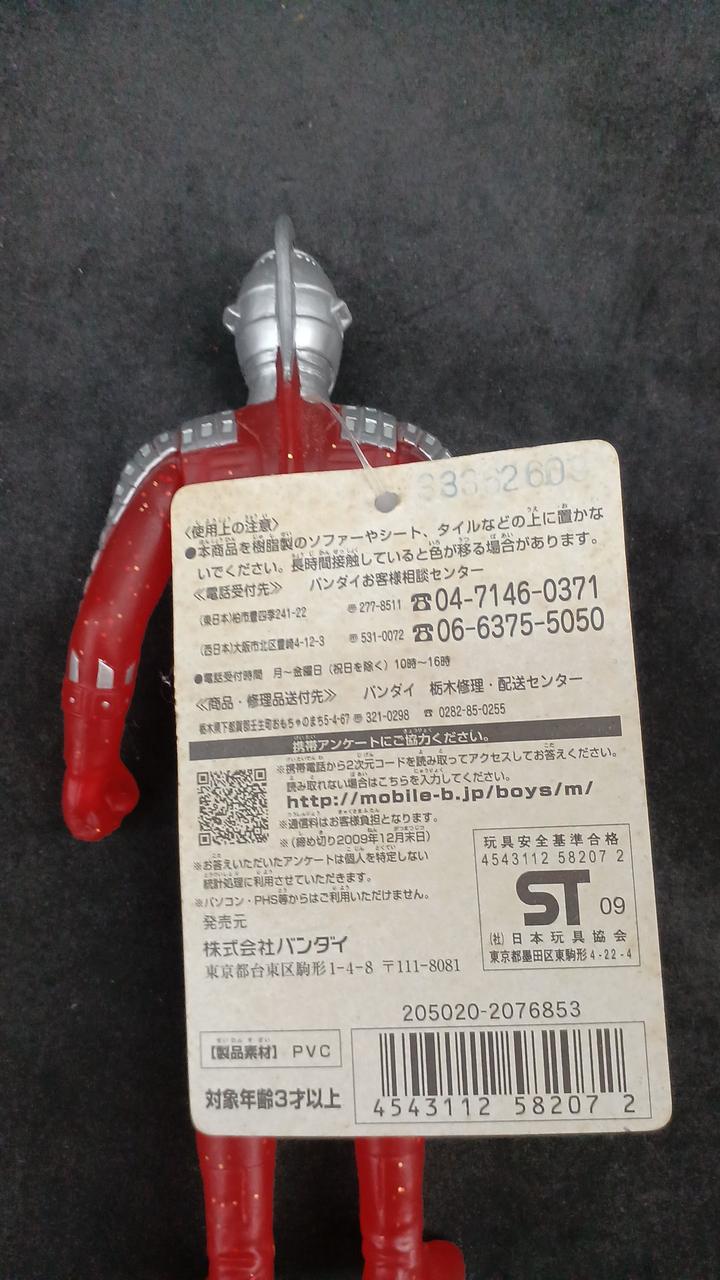 〈使用上の注意〉
●本商品を樹脂製のソファーやシート、タイルなどの上に置かな
いでください。長時間接触していると色が移る場合があります。
≪電話受付先≫ バンダイお客様相談センター
(東日本)柏市豊四季241-22 〠277-8511 ☎04-7146-0371
(西日本)大阪市北区豊崎4-12-3 〠531-0072 ☎06-6375-5050
●電話受付時間 月～金曜日(祝日を除く)10時～16時
≪商品・修理品送付先≫ バンダイ 栃木修理・配送センター
栃木県下都賀郡壬生町おもちゃのまち5-4-67 〠321-0298 ☎ 0282-85-0255
携帯アンケートにご協力ください。
※携帯電話から2次元コードを読み取ってアクセスしてお答えください。
読み取れない場合はこちらを入力してください。
http://mobile-b.jp/boys/m/
※通信料はお客様負担となります。
※(締め切り2009年12月末日)
※お答えいただいたアンケートは個人を特定しない
統計処理に利用させていただきます。
※パソコン・PHS等からはご利用いただけません。
発売元
株式会社バンダイ
東京都台東区駒形1-4-8 〒111-8081
玩具安全基準合格
4543112 58207 2
ST 09
(社)日本玩具協会
東京都墨田区東駒形4-22-4
205020-2076853
【製品素材】 PVC
対象年齢3才以上
4543112 58207 2